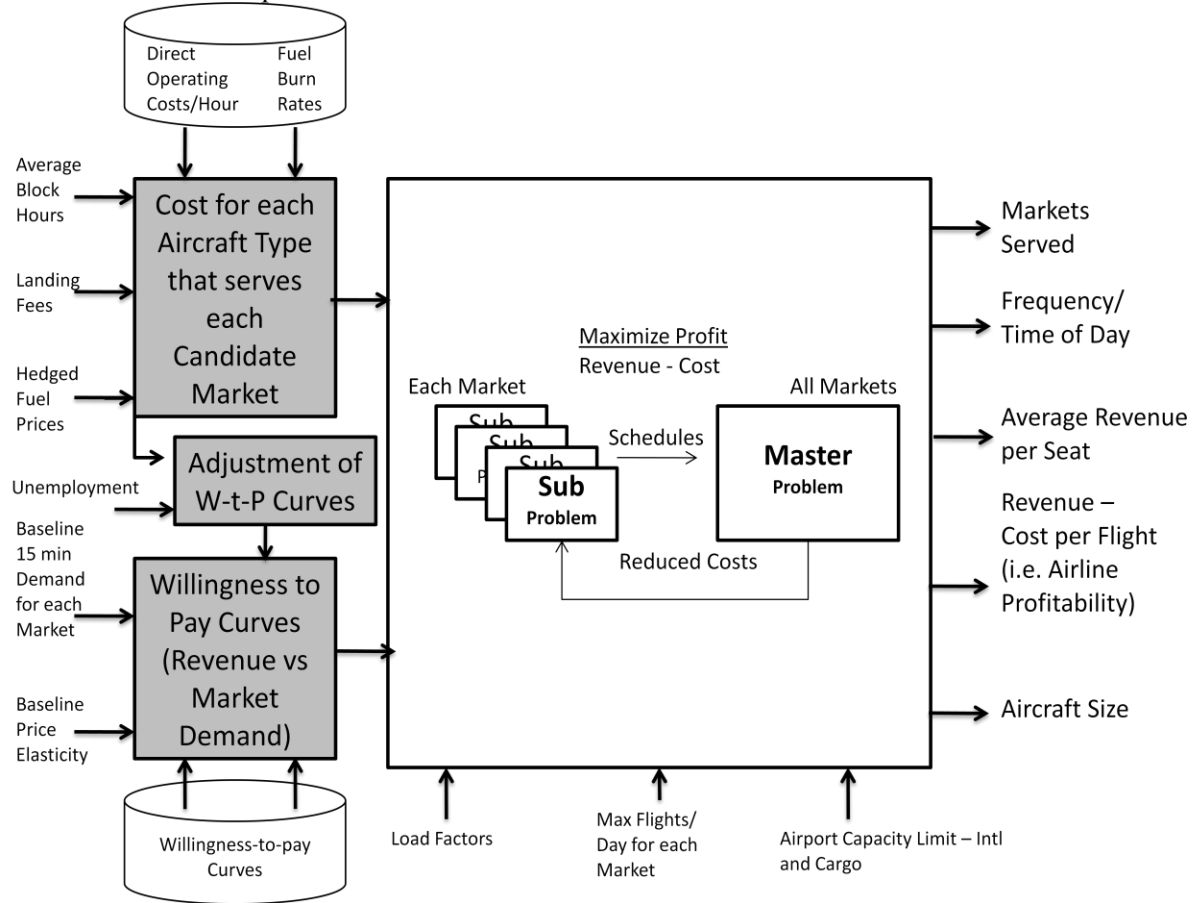 Direct
Operating
Costs/Hour
Fuel
Burn
Rates
Average
Block
Hours
Landing
Fees
Hedged
Fuel
Prices
Cost for each
Aircraft Type
that serves
each
Candidate
Market
Unemployment
Adjustment of
W-t-P Curves
Baseline
15 min
Demand
for each
Market
Baseline
Price
Elasticity
Willingness to
Pay Curves
(Revenue vs
Market
Demand)
Willingness-to-pay
Curves
Maximize Profit
Revenue - Cost
Each Market
All Markets
Sub
Sub
P
Sub
Sub
Problem
Schedules
Master
Problem
Reduced Costs
Load Factors
Max Flights/
Day for each
Market
Airport Capacity Limit – Intl
and Cargo
Markets
Served
Frequency/
Time of Day
Average Revenue
per Seat
Revenue –
Cost per Flight
(i.e. Airline
Profitability)
Aircraft Size